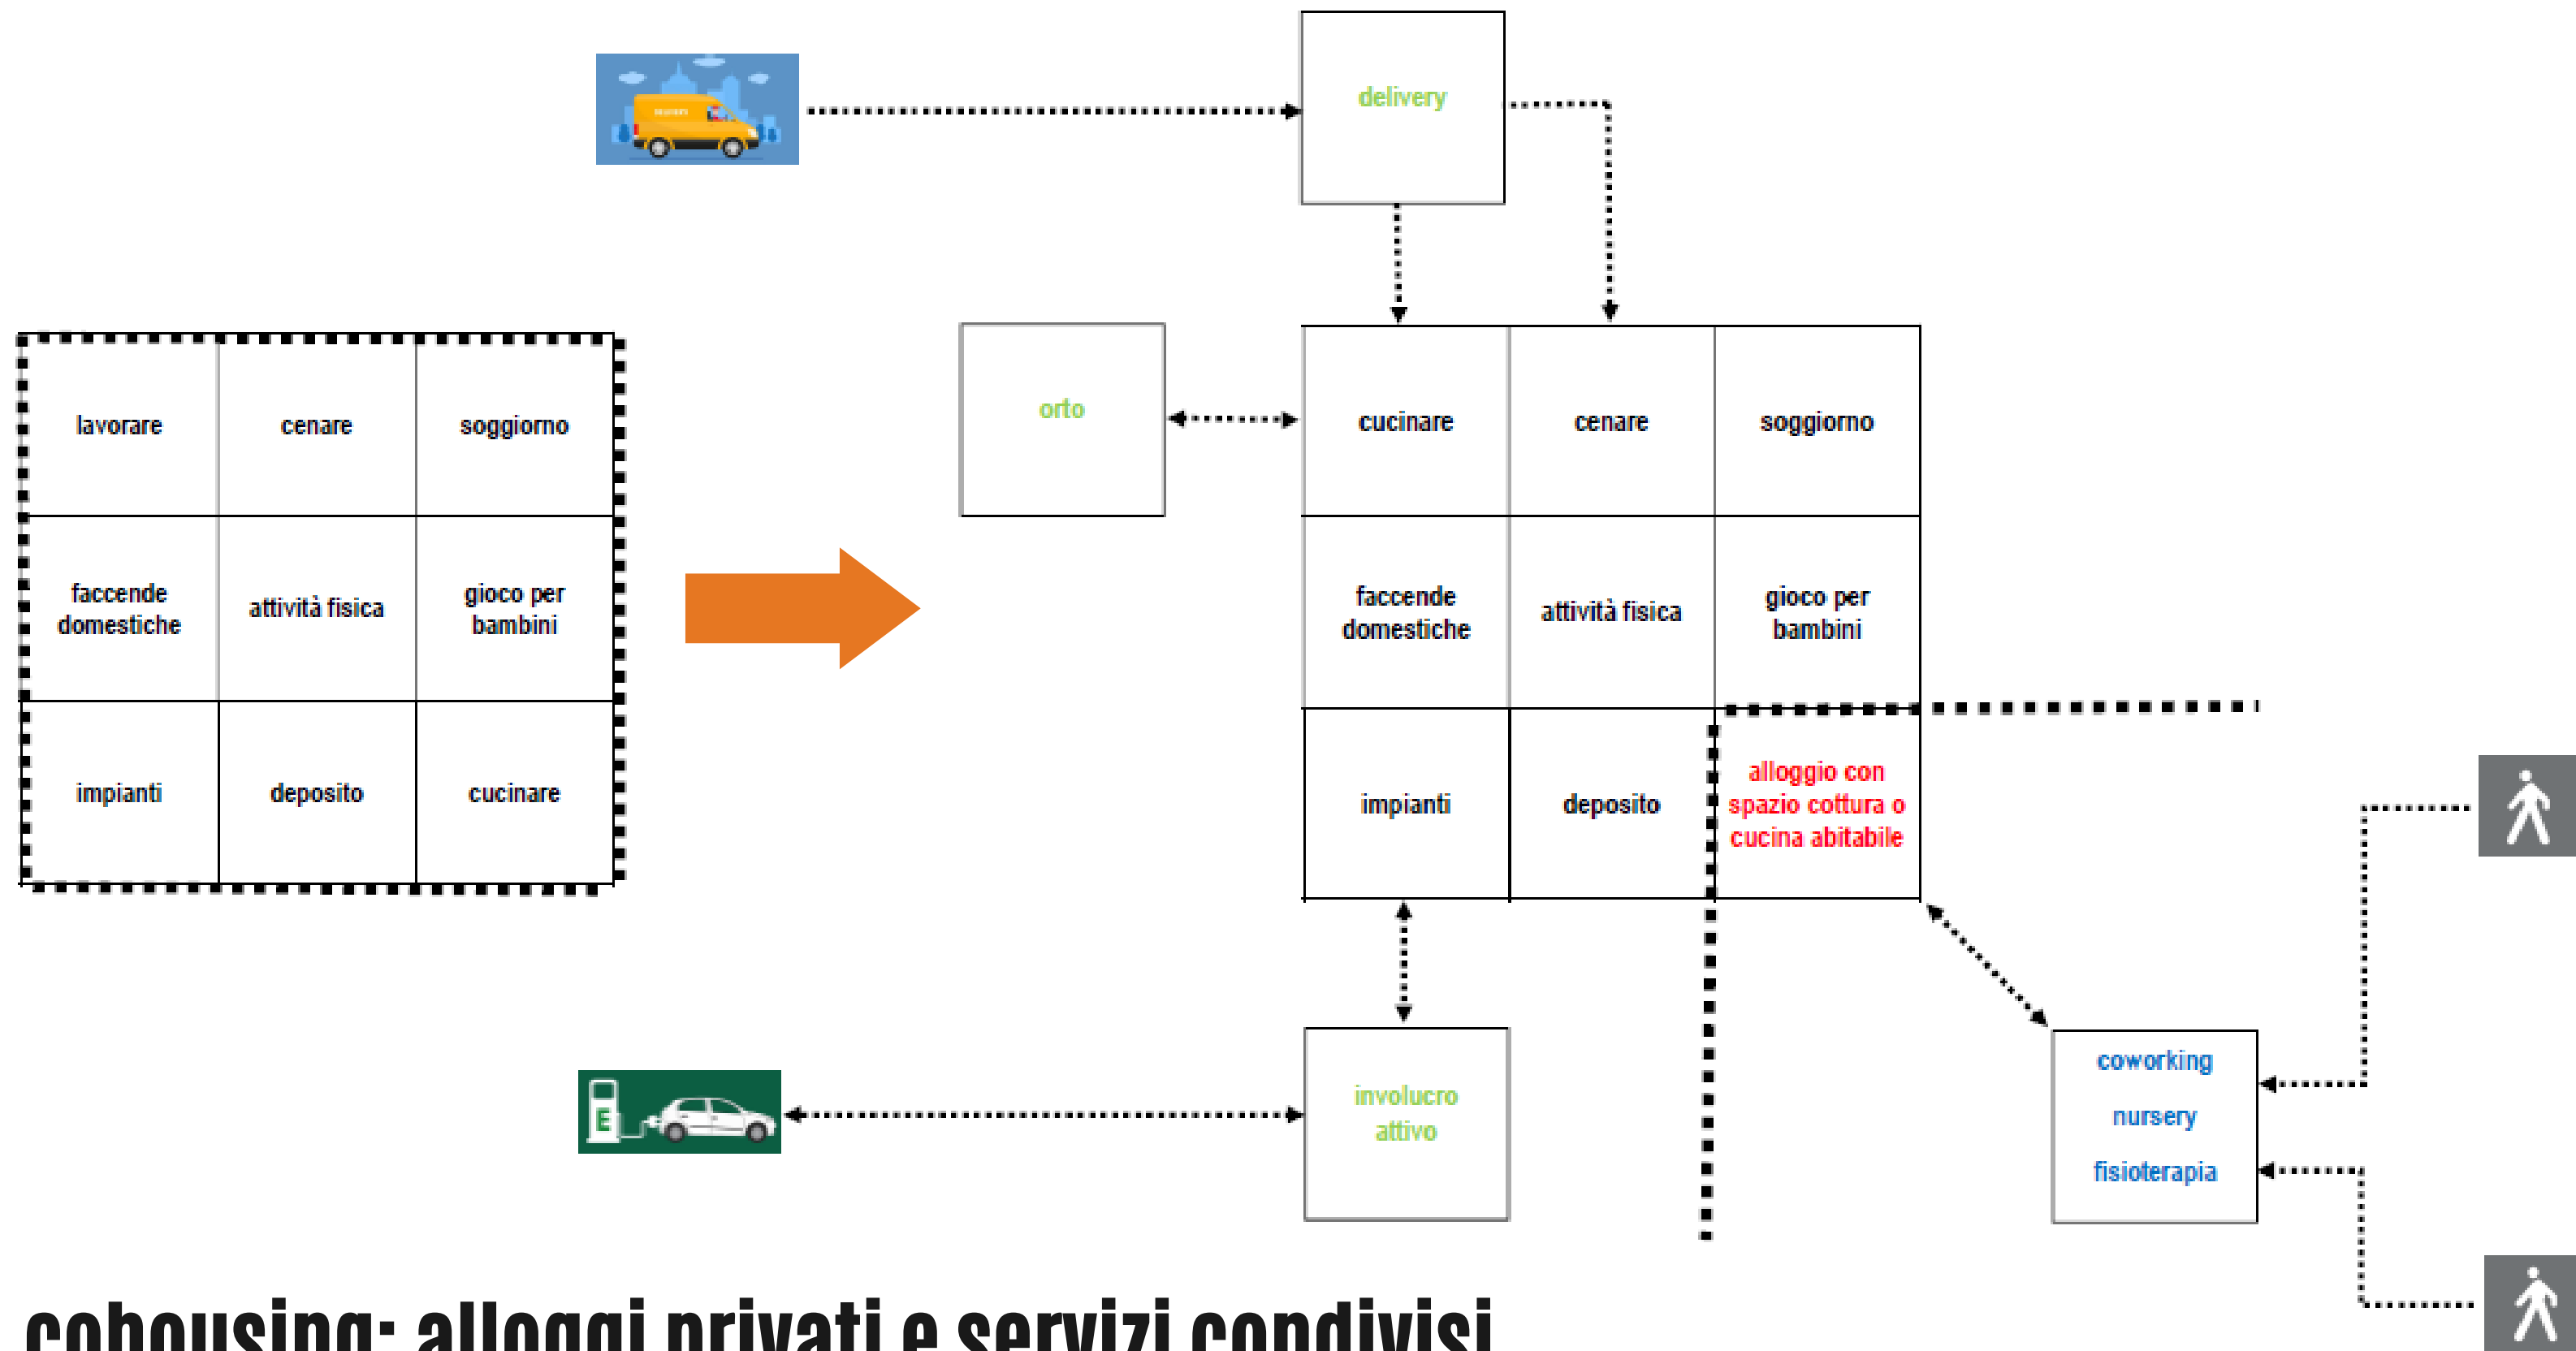 delivery
lavorare
cenare
soggiorno
faccende
domestiche
attività fisica
gioco per
bambini
impianti
deposito
cucinare
orto
cucinare
cenare
soggiorno
faccende
domestiche
attività fisica
gioco per
bambini
impianti
deposito
alloggio con
spazio cottura o
cucina abitabile
E
involucro
attivo
coworking
nursery
fisioterapia
cohousing: alloggi privati e servizi condivisi